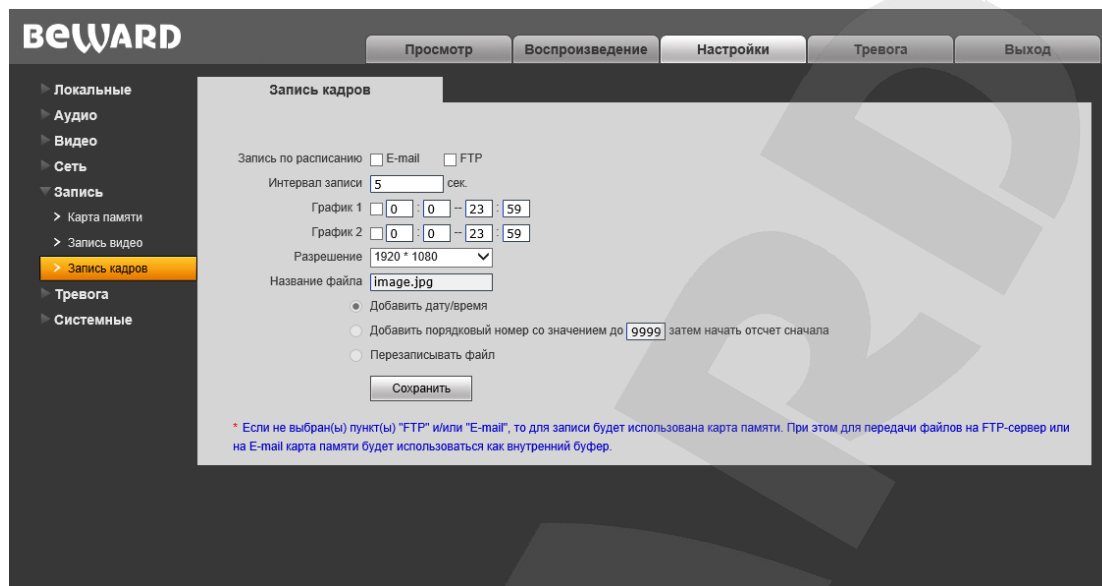 BEWARD
Просмотр Воспроизведение Настройки Тревога Выход
Локальные
Аудио
Видео
Сеть
Запись
Карта памяти
Запись видео
Запись кадров
Тревога
Системные
Запись кадров
Запись по расписанию E-mail FTP
Интервал записи 5 сек.
График 1 0 : 0 -- 23 : 59
График 2 0 : 0 -- 23 : 59
Разрешение 1920 * 1080
Название файла image.jpg
Добавить дату/время
Добавить порядковый номер со значением до 9999 затем начать отсчет сначала
Перезаписывать файл
Сохранить
* Если не выбран(ы) пункт(ы) "FTP" и/или "E-mail", то для записи будет использована карта памяти. При этом для передачи файлов на FTP-сервер или
на E-mail карта памяти будет использоваться как внутренний буфер.